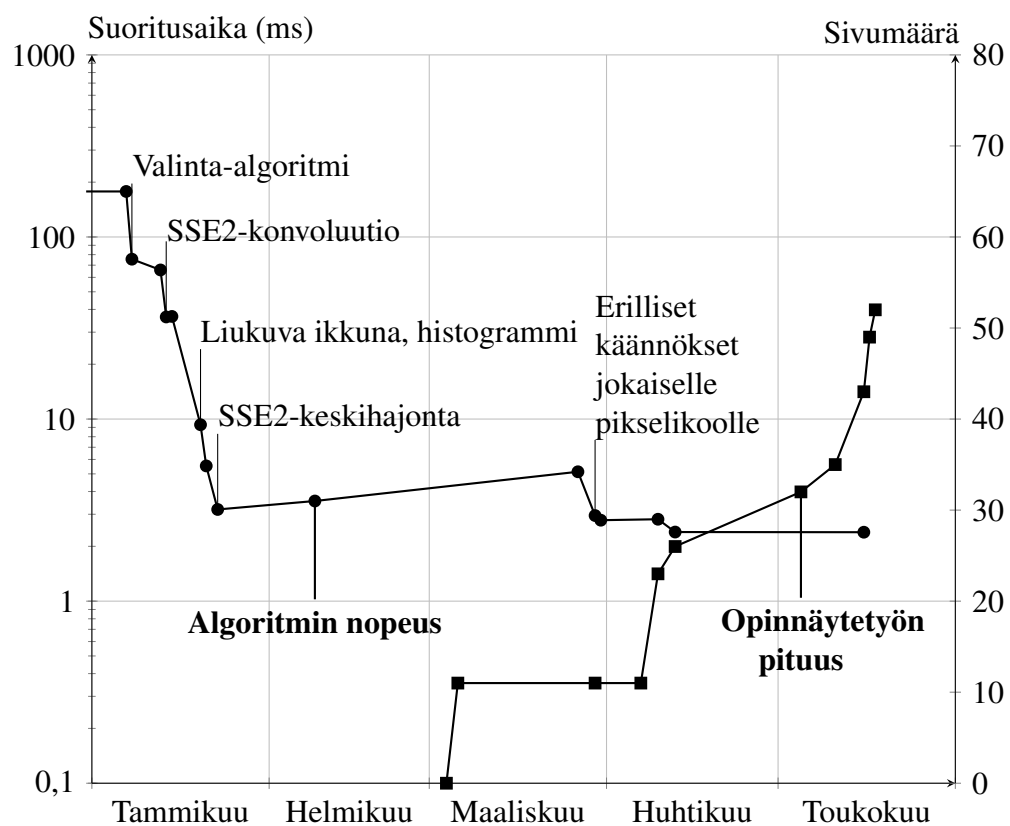 Suoritusaika (ms)
Sivumäärä
1000
80
70
Valinta-algoritmi
100
SSE2-konvoluutio
60
Erilliset
käännökset
jokaiselle
pikselikoolle
Liukuva ikkuna, histogrammi
50
SSE2-keskihajonta
10
40
30
1
20
Algoritmin nopeus
Opinnäytetyön
pituus
10
0,1
0
Tammikuu
Helmikuu
Maaliskuu
Huhtikuu
Toukokuu